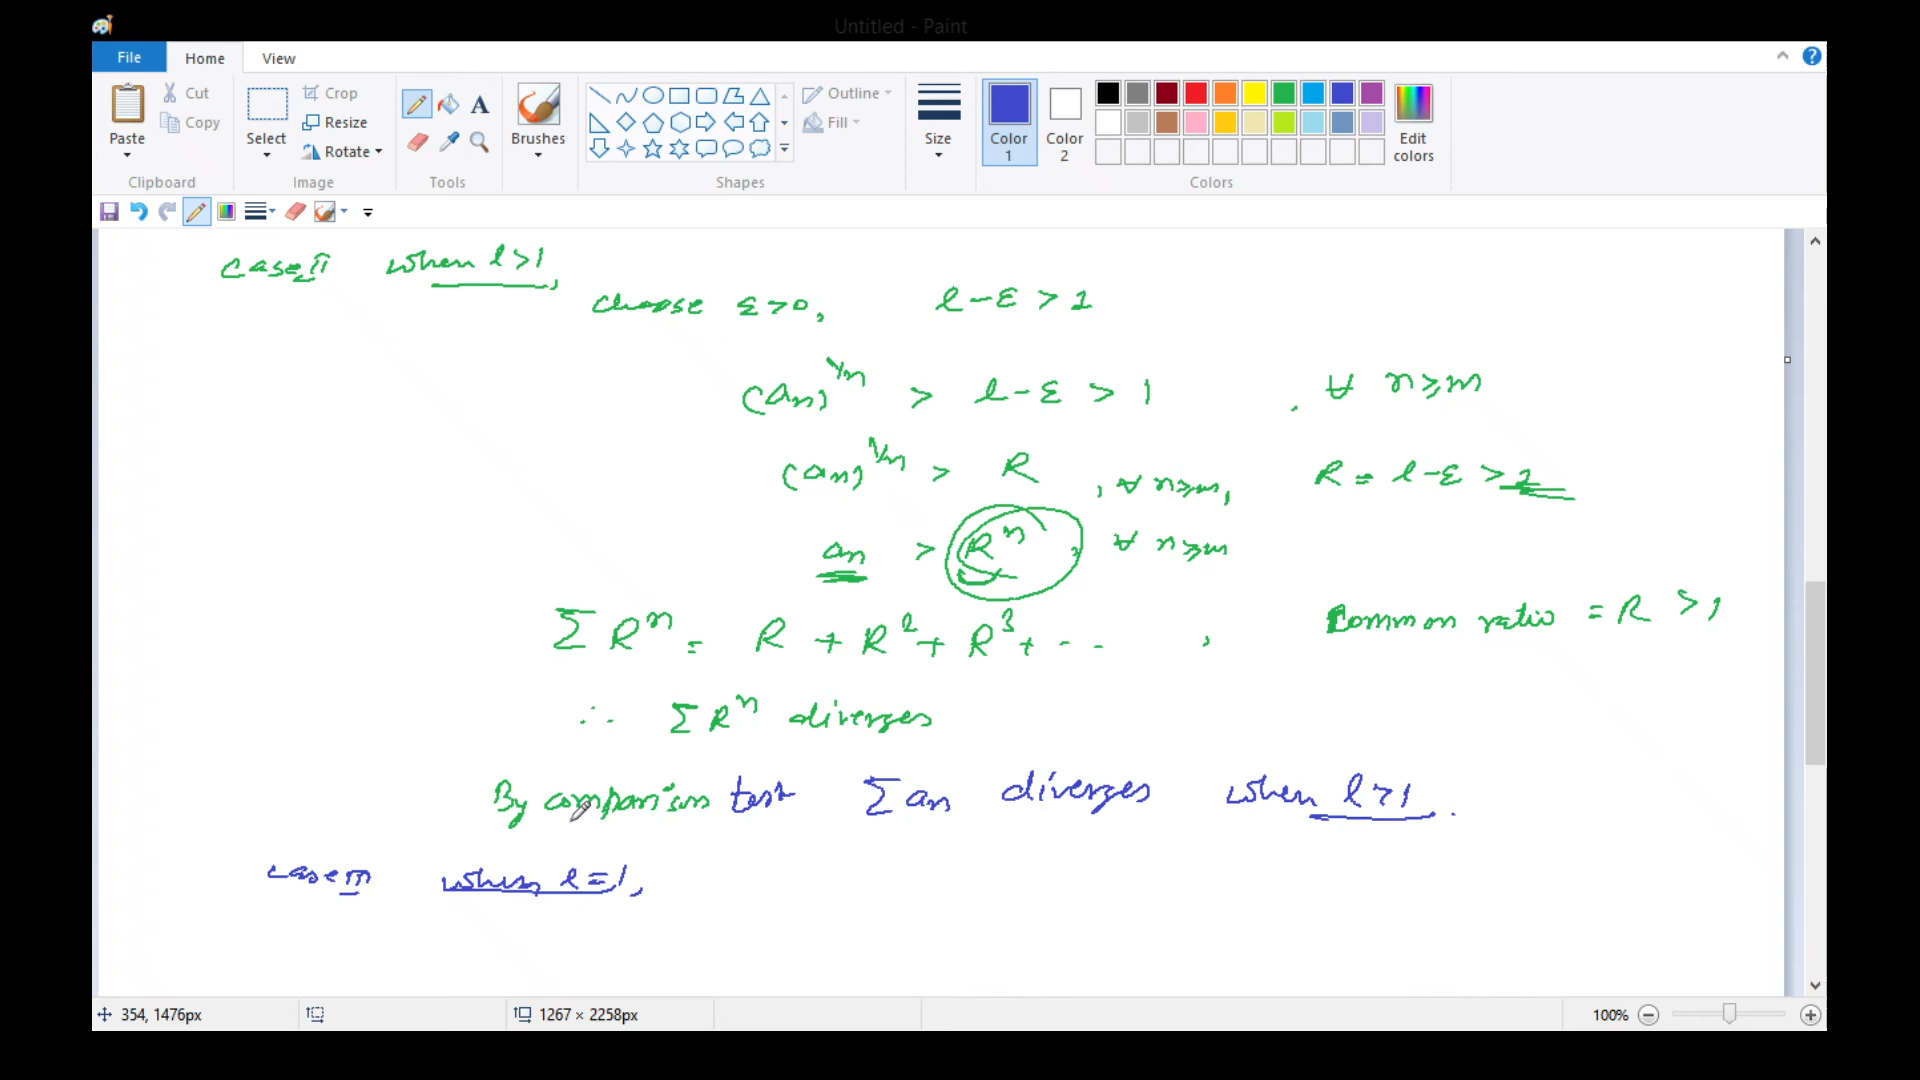 Untitled - Paint
File Home View
Paste Cut Copy Clipboard
Select Crop Resize Rotate Image
Tools
Brushes
Outline Fill Shapes
Size
Color 1 Color 2 Edit colors Colors
case II when l>1,
choose ε>0, l-ε > 1
(an)^1/n > l-ε > 1, ∀ n≥m
(an)^1/n > R, ∀ n≥m, R = l-ε > 1
an > R^n, ∀ n≥m
Σ R^n = R + R^2 + R^3 + ..., Common ratio = R > 1
∴ Σ R^n diverges
By comparison test Σ an diverges when l>1.
case III when l=1,
354, 1476px 1267 × 2258px 100%